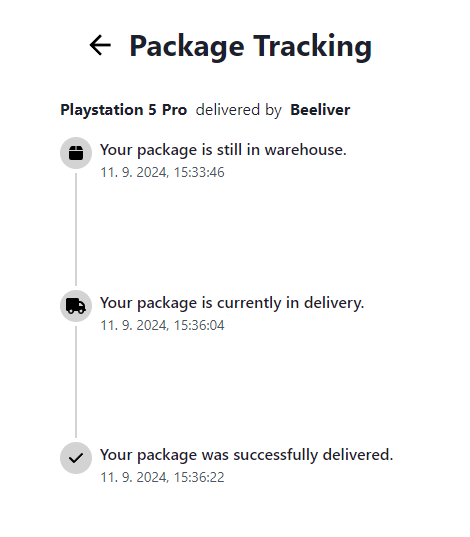 Package Tracking
Playstation 5 Pro delivered by Beeliver
Your package is still in warehouse.
11. 9. 2024, 15:33:46
Your package is currently in delivery.
11. 9. 2024, 15:36:04
Your package was successfully delivered.
11. 9. 2024, 15:36:22